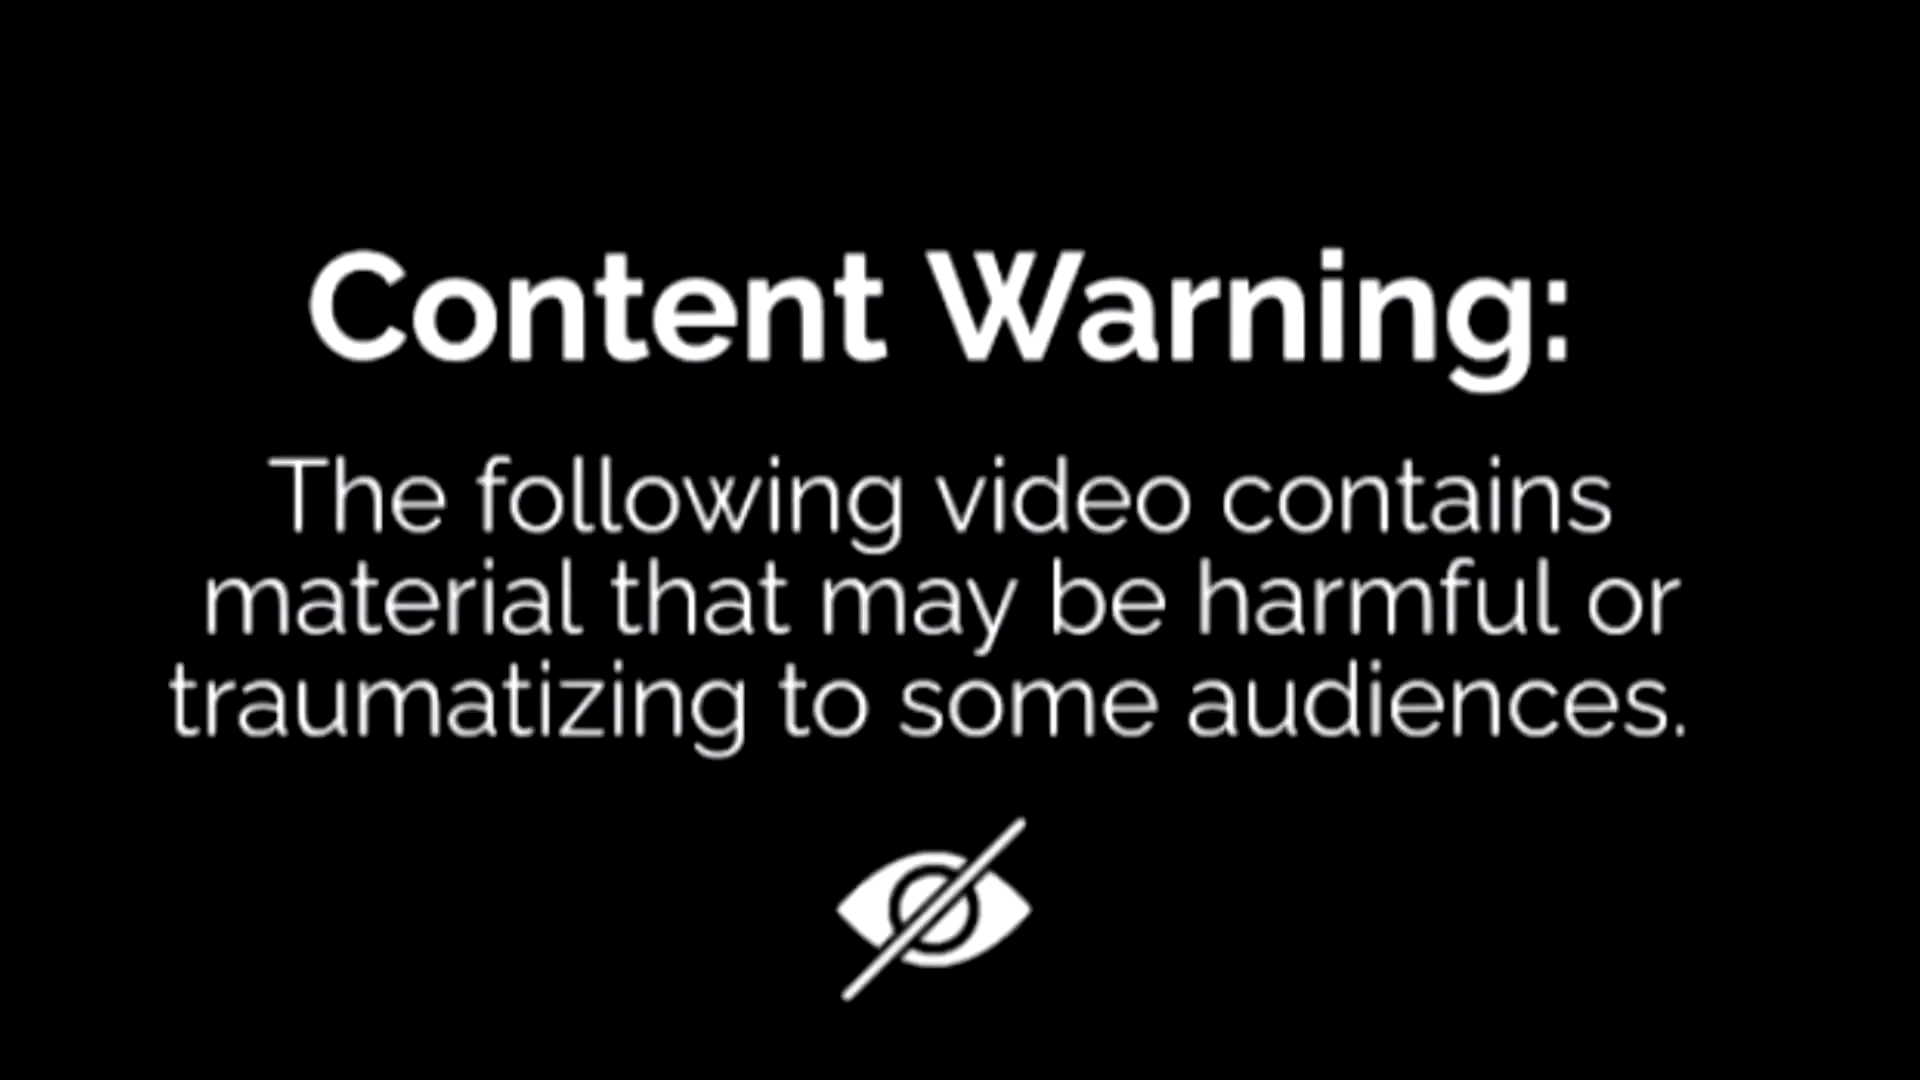 Content Warning:
The following video contains
material that may be harmful or
traumatizing to some audiences.